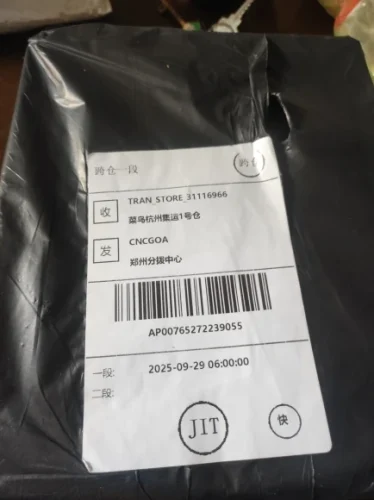 跨仓一段
跨仓
收
TRAN_STORE_31116966
菜鸟杭州集运1号仓
发
CNCGOA
郑州分拨中心
AP00765272239055
一段: 2025-09-29 06:00:00
二段:
JIT
快